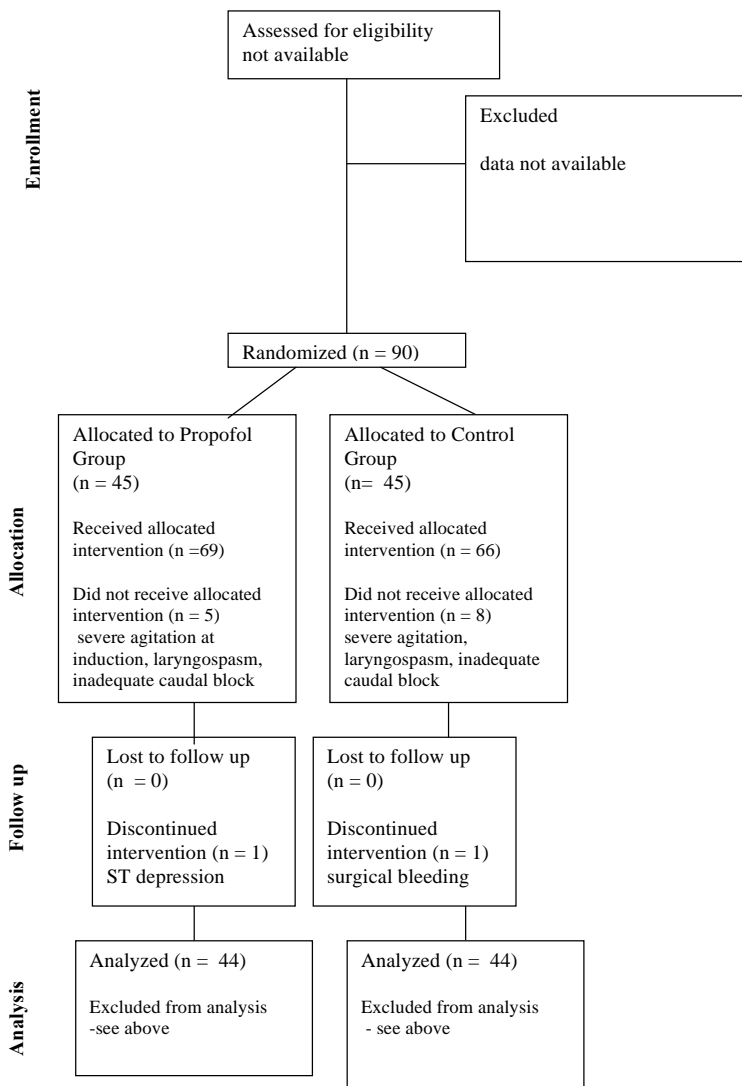 Assessed for eligibility
not available
Enrollment
Excluded
data not available
Randomized (n = 90)
Allocation
Allocated to Propofol
Group
(n = 45)
Received allocated
intervention (n =69)
Did not receive allocated
intervention (n = 5)
severe agitation at
induction, laryngospasm,
inadequate caudal block
Allocated to Control
Group
(n= 45)
Received allocated
intervention (n = 66)
Did not receive allocated
intervention (n = 8)
severe agitation,
laryngospasm, inadequate
caudal block
Follow up
Lost to follow up
(n = 0)
Discontinued
intervention (n = 1)
ST depression
Lost to follow up
(n = 0)
Discontinued
intervention (n = 1)
surgical bleeding
Analysis
Analyzed (n = 44)
Excluded from analysis
-see above
Analyzed (n = 44)
Excluded from analysis
- see above